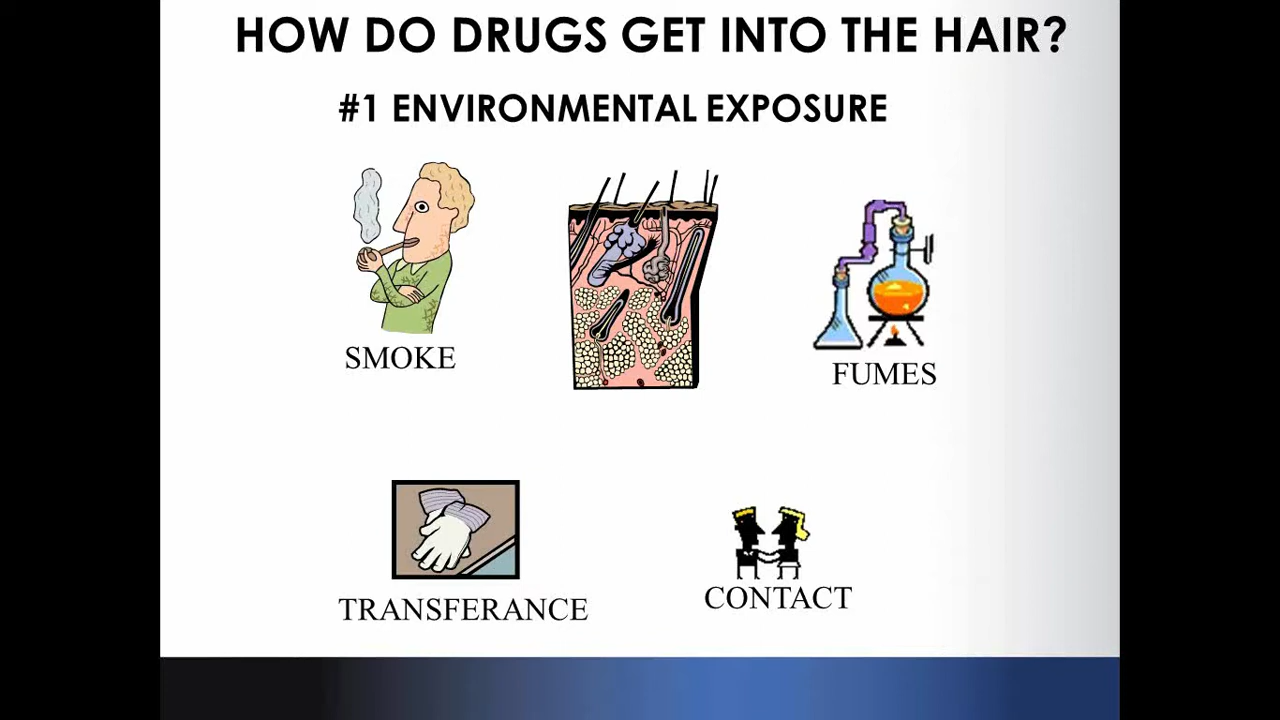 HOW DO DRUGS GET INTO THE HAIR?
#1 ENVIRONMENTAL EXPOSURE
SMOKE
FUMES
TRANSFERANCE
CONTACT